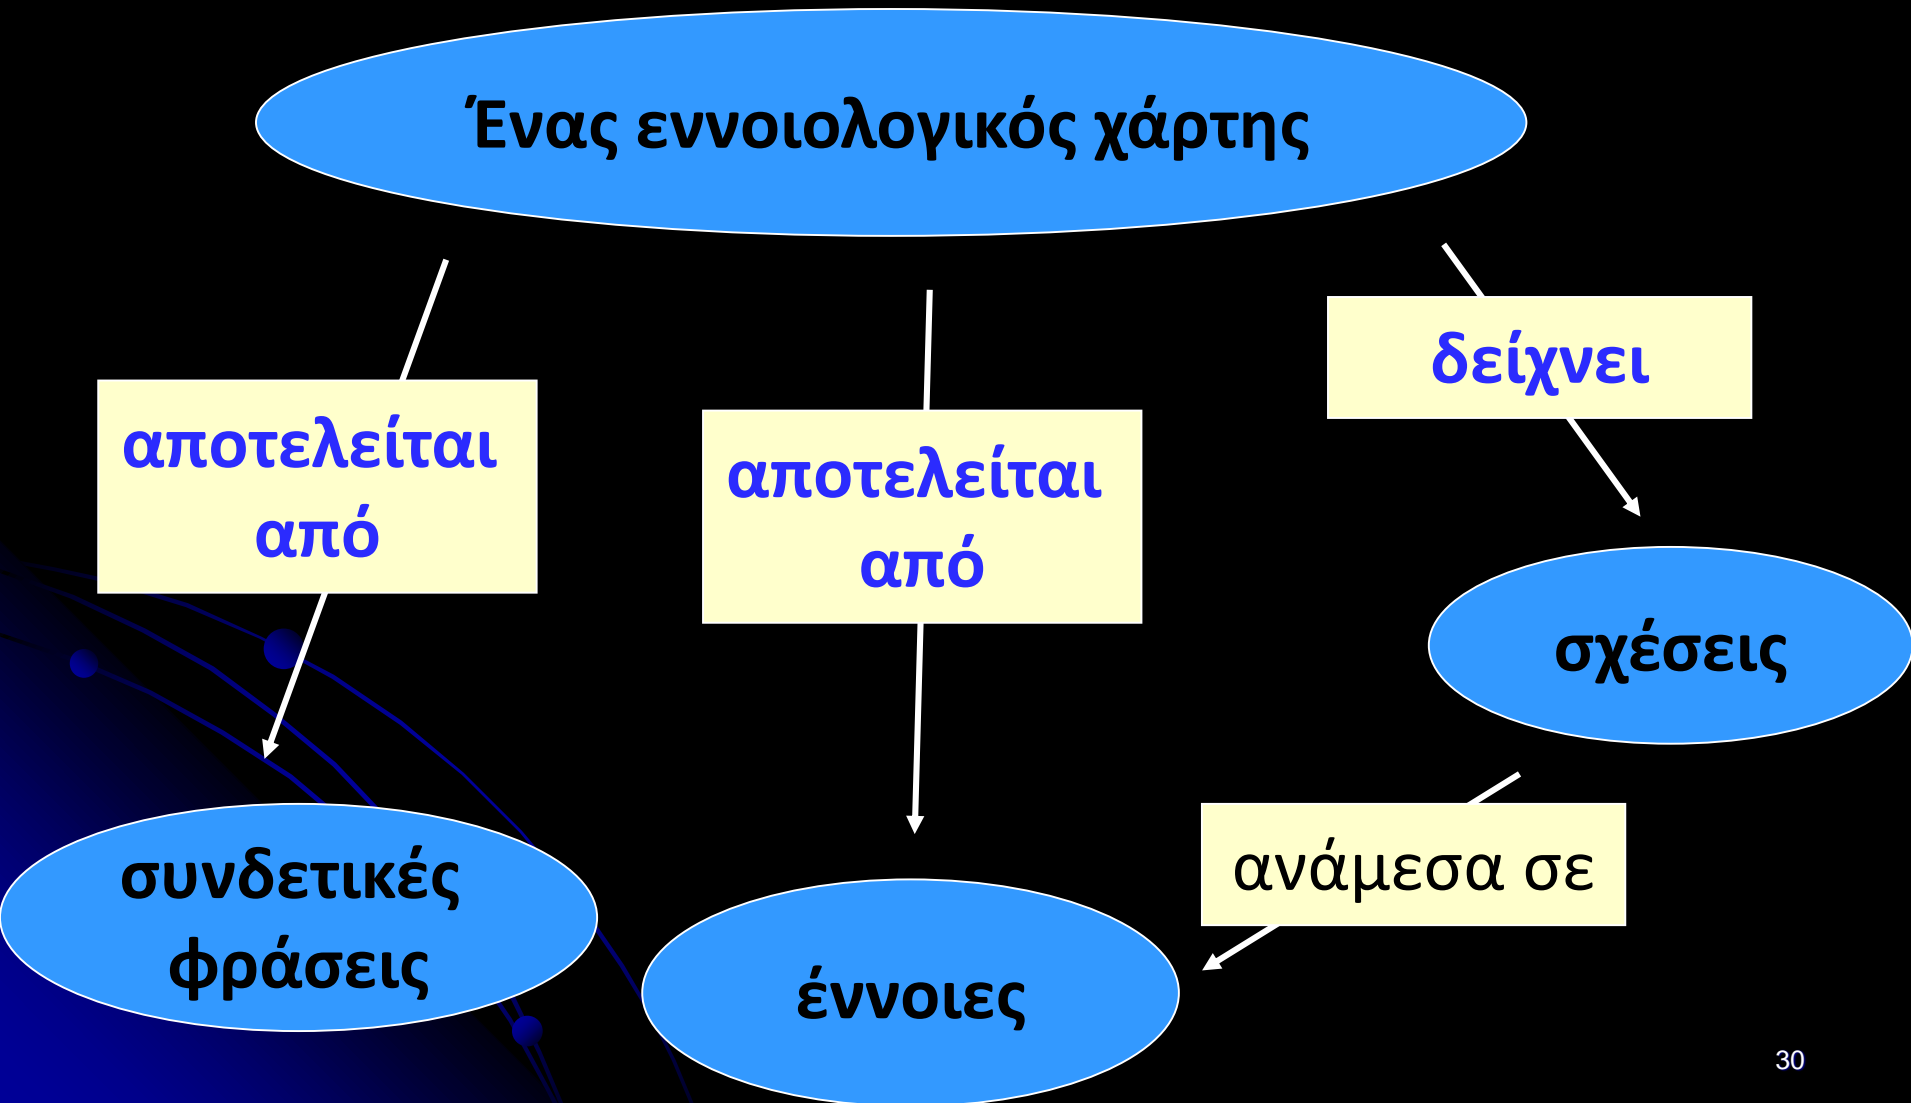 Ένας εννοιολογικός χάρτης
δείχνει
αποτελείται
από
αποτελείται
από
σχέσεις
ανάμεσα σε
συνδετικές
φράσεις
έννοιες
30